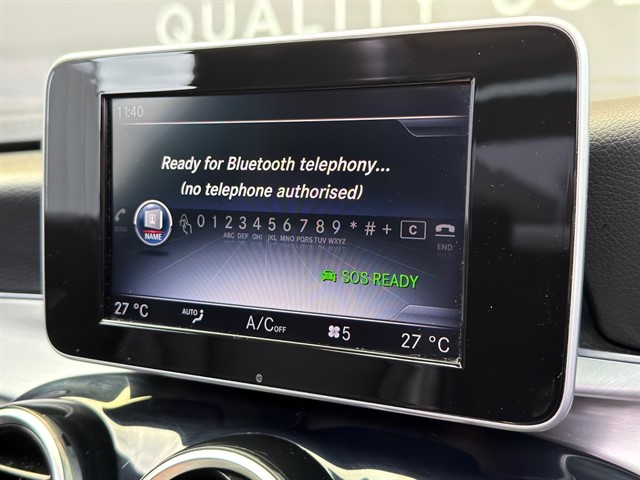 QUALITY USE
11:40
Ready for Bluetooth telephony...
(no telephone authorised)
NAME
0 1 2 3 4 5 6 7 8 9 * # + C
ABC DEF GHI JKL MNO PQRS TUV WXYZ
END
SOS READY
27 °C AUTO A/C OFF 5 27 °C